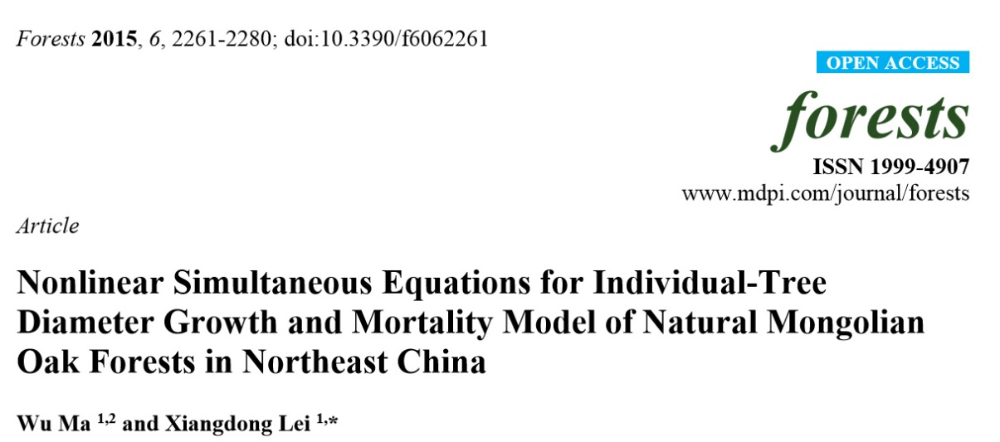 Forests 2015, 6, 2261-2280; doi:10.3390/f6062261
OPEN ACCESS
forests
ISSN 1999-4907
www.mdpi.com/journal/forests
Article
Nonlinear Simultaneous Equations for Individual-Tree
Diameter Growth and Mortality Model of Natural Mongolian
Oak Forests in Northeast China
Wu Ma 1,2 and Xiangdong Lei 1,*